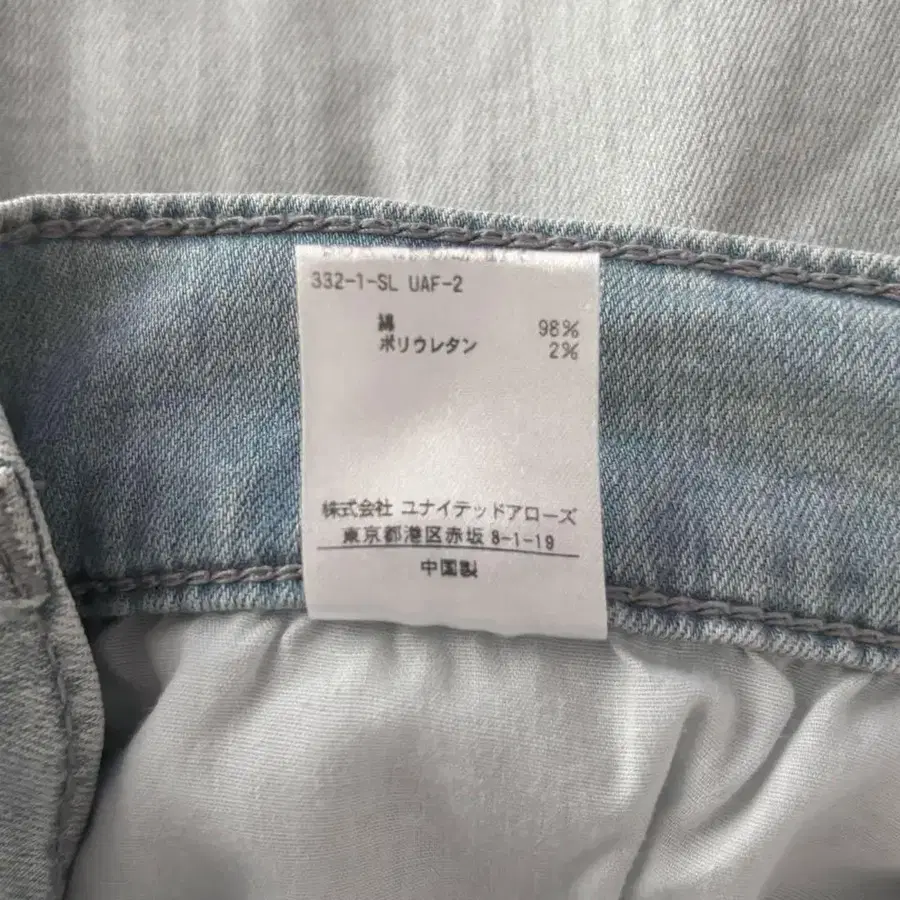 332-1-SL UAF-2
綿 98%
ポリウレタン 2%
株式会社 ユナイテッドアローズ
東京都港区赤坂 8-1-19
中国製